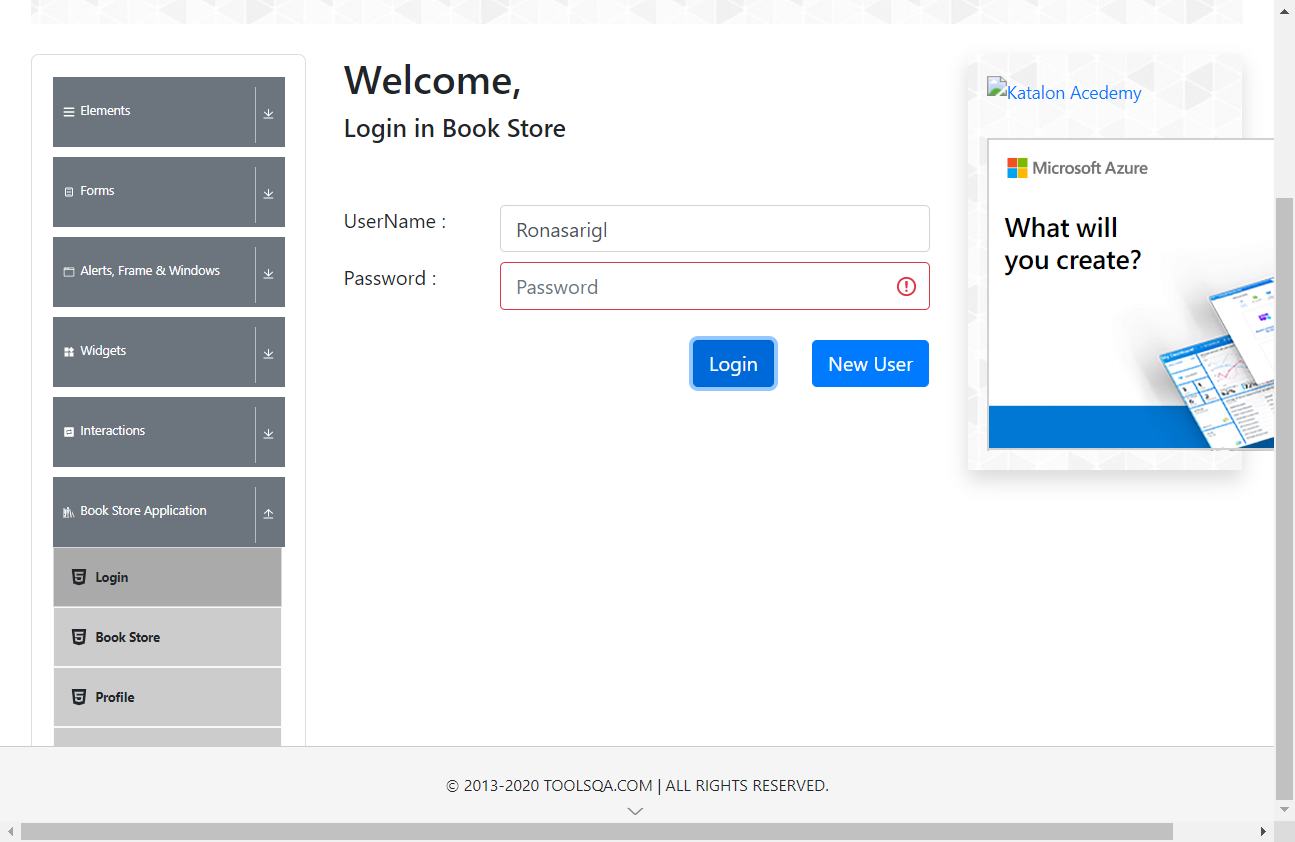 Elements
Forms
Alerts, Frame & Windows
Widgets
Interactions
Book Store Application
Login
Book Store
Profile
Welcome,
Login in Book Store
UserName :
Ronasarigl
Password :
Password
Login
New User
Katalon Acedemy
Microsoft Azure
What will
you create?
© 2013-2020 TOOLSQA.COM | ALL RIGHTS RESERVED.